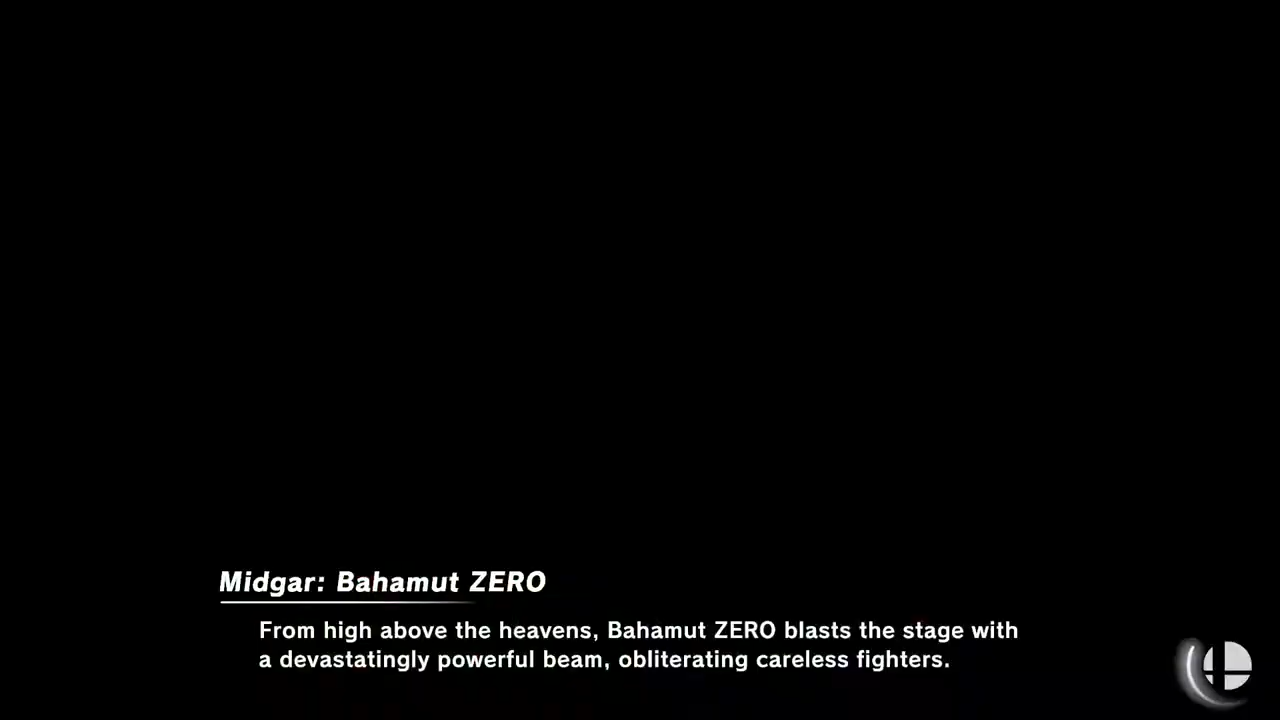 Midgar: Bahamut ZERO
From high above the heavens, Bahamut ZERO blasts the stage with
a devastatingly powerful beam, obliterating careless fighters.